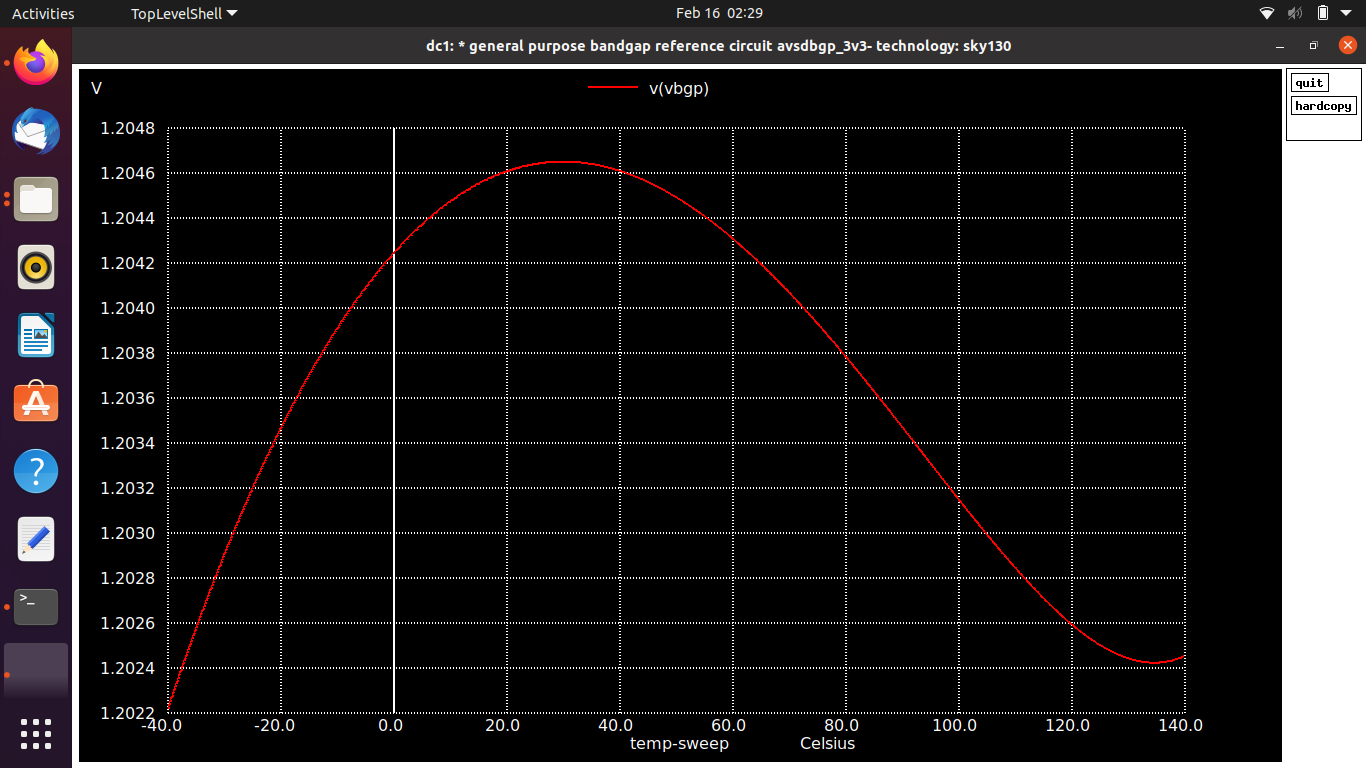 Activities TopLevelShell Feb 16 02:29
dc1: * general purpose bandgap reference circuit avsdbgp_3v3- technology: sky130
quit
hardcopy
V v(vbgp)
1.2048
1.2046
1.2044
1.2042
1.2040
1.2038
1.2036
1.2034
1.2032
1.2030
1.2028
1.2026
1.2024
1.2022
-40.0 -20.0 0.0 20.0 40.0 60.0 80.0 100.0 120.0 140.0
temp-sweep Celsius